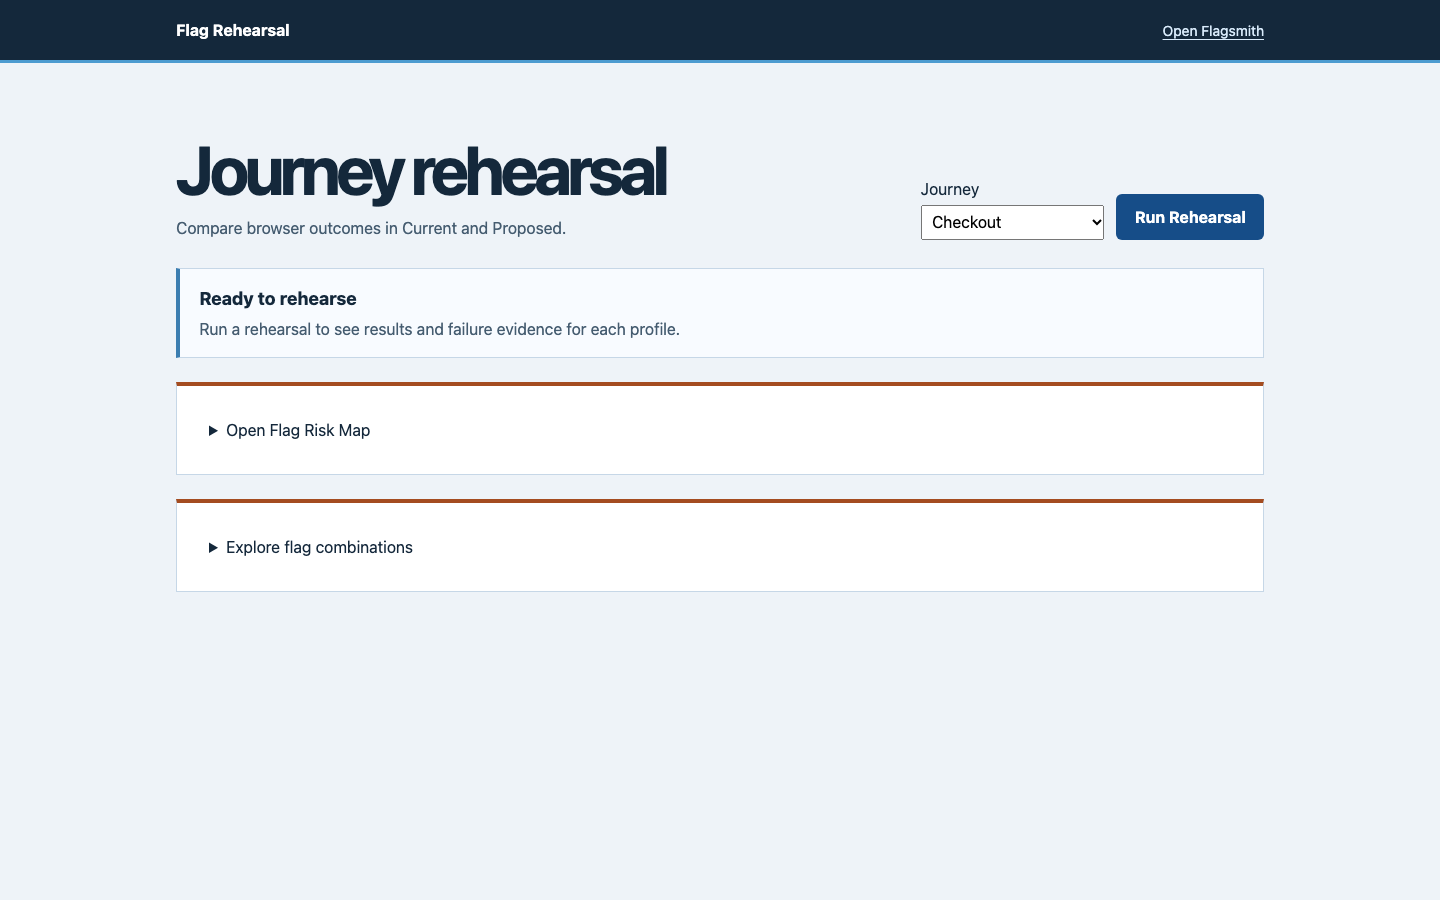 Flag Rehearsal
Open Flagsmith
Journey rehearsal
Compare browser outcomes in Current and Proposed.
Journey
Checkout
Run Rehearsal
Ready to rehearse
Run a rehearsal to see results and failure evidence for each profile.
Open Flag Risk Map
Explore flag combinations